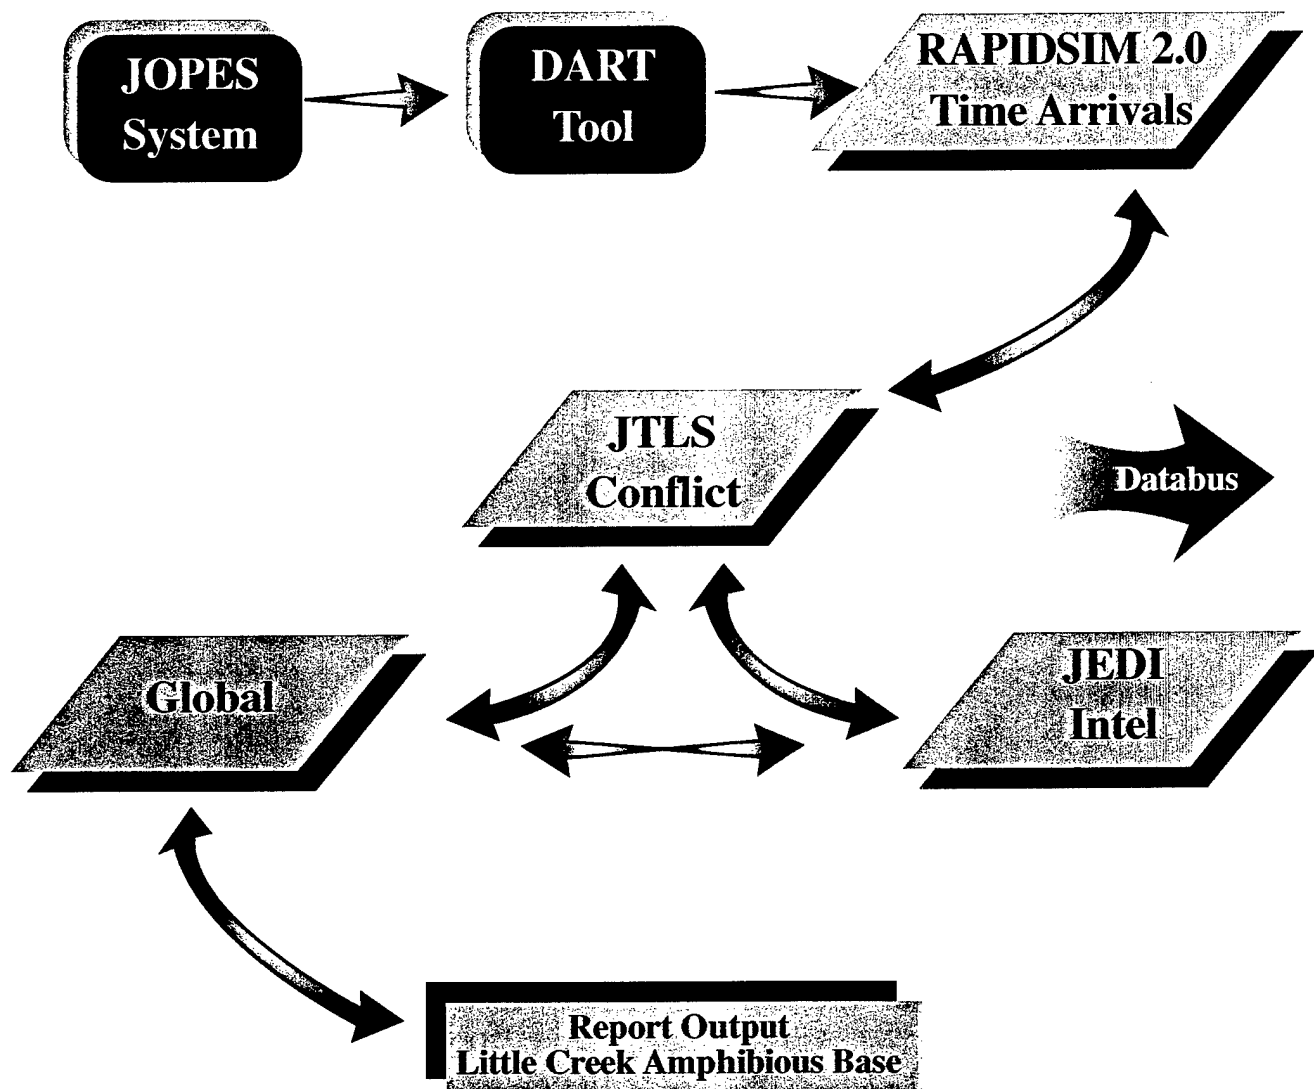 JOPES
System
DART
Tool
RAPIDSIM 2.0
Time Arrivals
JTLS
Conflict
Databus
Global
JEDI
Intel
Report Output
Little Creek Amphibious Base